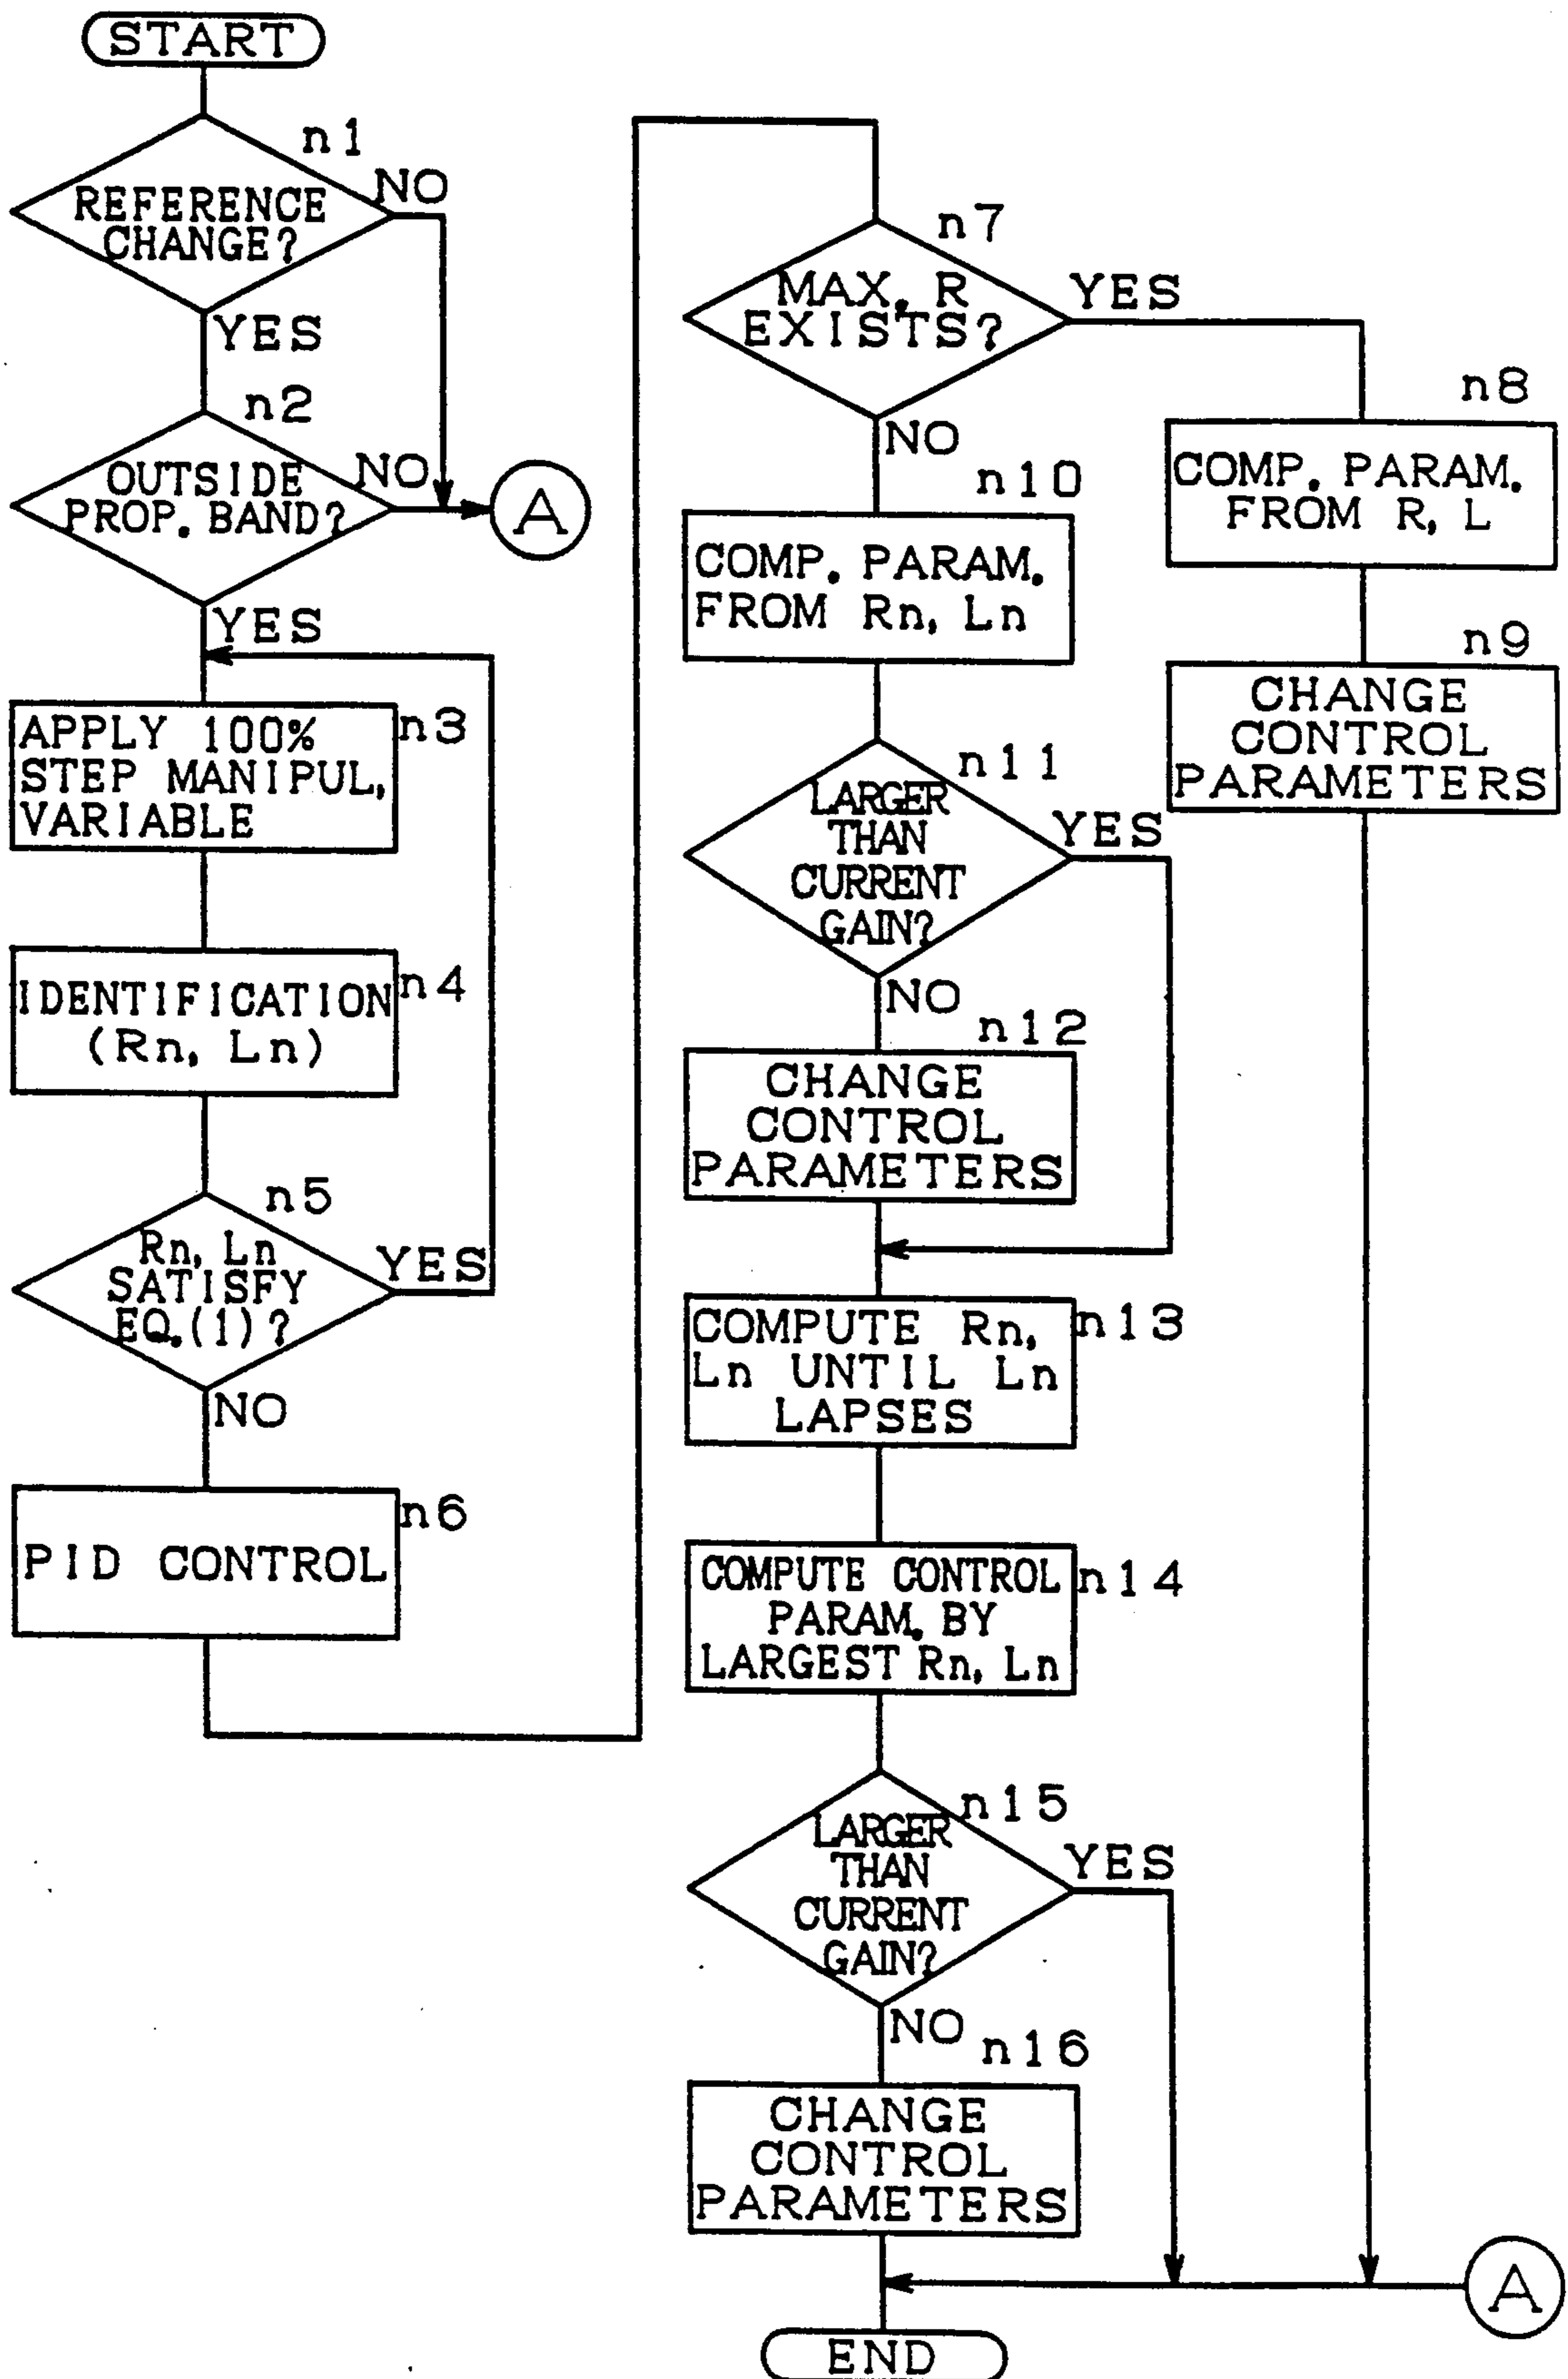 START
n1
NO
REFERENCE
CHANGE?
YES
n2
NO
OUTSIDE
PROP. BAND?
A
YES
n3
APPLY 100%
STEP MANIPUL,
VARIABLE
n4
IDENTIFICATION
(Rn, Ln)
n5
Rn, Ln
SATISFY
EQ.(1)?
YES
NO
n6
PID CONTROL
n7
MAX. R
EXISTS?
YES
NO
n8
COMP. PARAM.
FROM R, L
n9
CHANGE
CONTROL
PARAMETERS
n10
COMP. PARAM.
FROM Rn, Ln
n11
LARGER
THAN
CURRENT
GAIN?
YES
NO
n12
CHANGE
CONTROL
PARAMETERS
n13
COMPUTE Rn,
Ln UNTIL Ln
LAPSES
n14
COMPUTE CONTROL
PARAM. BY
LARGEST Rn, Ln
n15
LARGER
THAN
CURRENT
GAIN?
YES
NO
n16
CHANGE
CONTROL
PARAMETERS
A
END